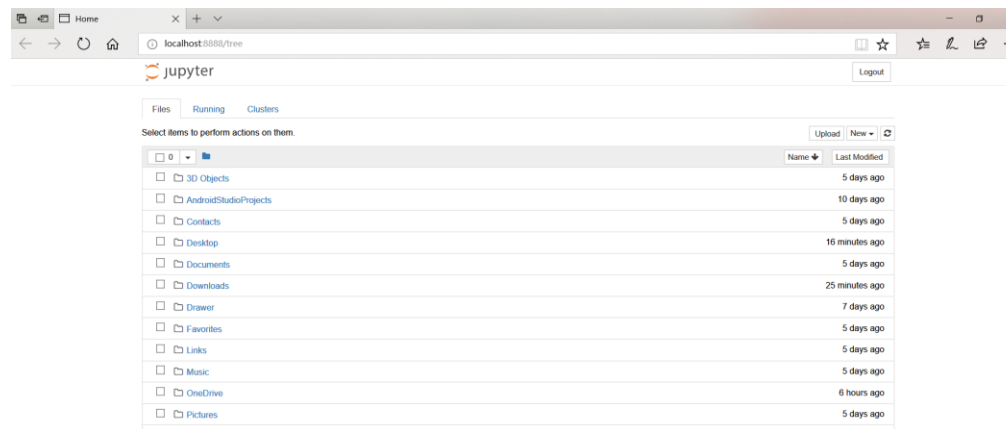 Home
localhost:8888/tree
jupyter
Logout
Files Running Clusters
Select items to perform actions on them.
Upload New
0 Name Last Modified
3D Objects 5 days ago
AndroidStudioProjects 10 days ago
Contacts 5 days ago
Desktop 16 minutes ago
Documents 5 days ago
Downloads 25 minutes ago
Drawer 7 days ago
Favorites 5 days ago
Links 5 days ago
Music 5 days ago
OneDrive 6 hours ago
Pictures 5 days ago